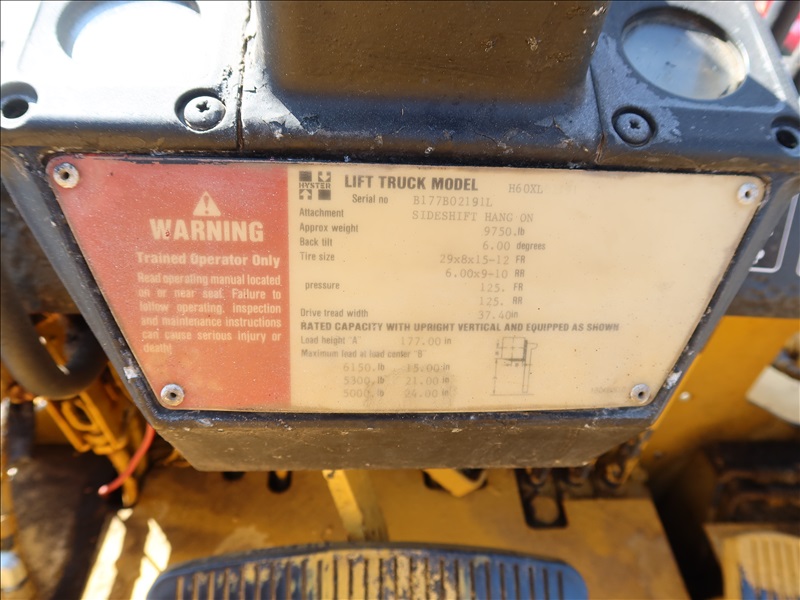 WARNING
Trained Operator Only
Read operating manual located
on or near seat. Failure to
follow operating, inspection
and maintenance instructions
can cause serious injury or
death!
HYSTER
LIFT TRUCK MODEL H60XL
Serial no B177B02191L
Attachment SIDESHIFT HANG ON
Approx weight 9750.lb
Back tilt 6.00 degrees
Tire size 29x8x15-12 FR
6.00x9-10 RR
pressure 125. FR
125. RR
Drive tread width 37.40in
RATED CAPACITY WITH UPRIGHT VERTICAL AND EQUIPPED AS SHOWN
Load height 'A' 177.00 in
Maximum load at load center 'B'
6150.lb 15.00 in
5300.lb 21.00 in
5000.lb 24.00 in